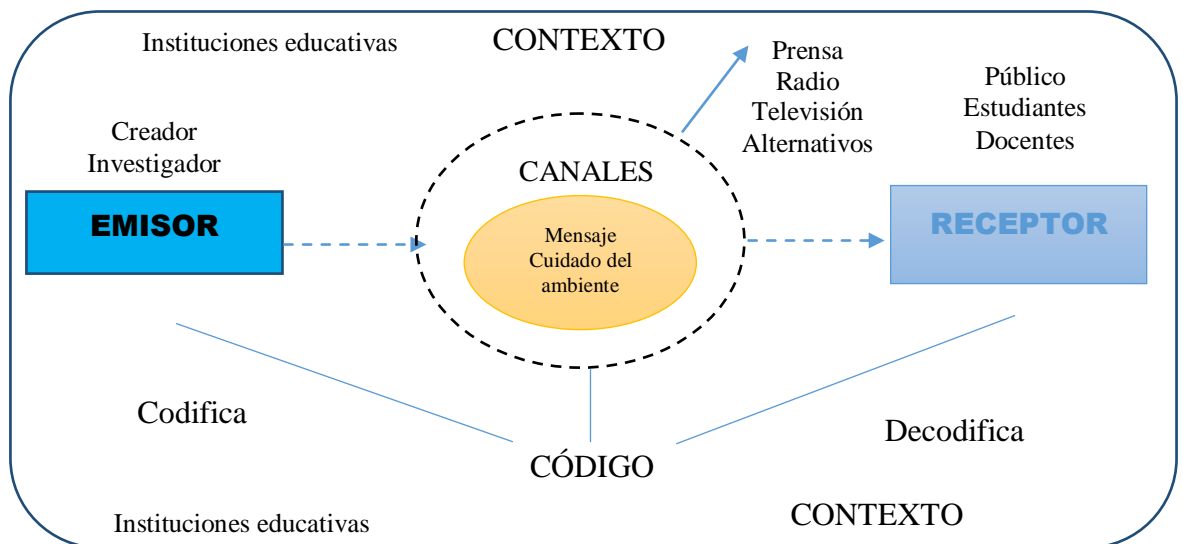 Instituciones educativas
CONTEXTO
Prensa
Radio
Televisión
Alternativos
Público
Estudiantes
Docentes
Creador
Investigador
EMISOR
CANALES
Mensaje
Cuidado del
ambiente
RECEPTOR
Codifica
Decodifica
CÓDIGO
Instituciones educativas
CONTEXTO